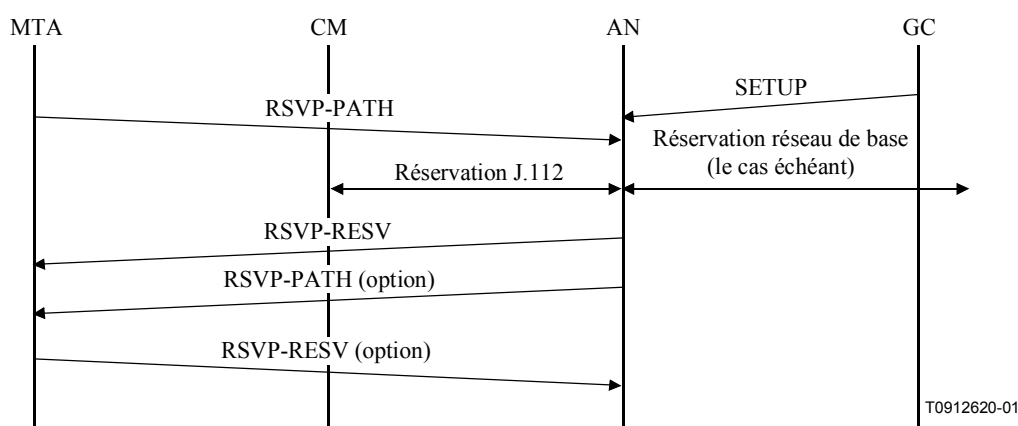 MTA
CM
AN
GC
SETUP
RSVP-PATH
Réservation réseau de base
(le cas échéant)
Réservation J.112
RSVP-RESV
RSVP-PATH (option)
RSVP-RESV (option)
T0912620-01